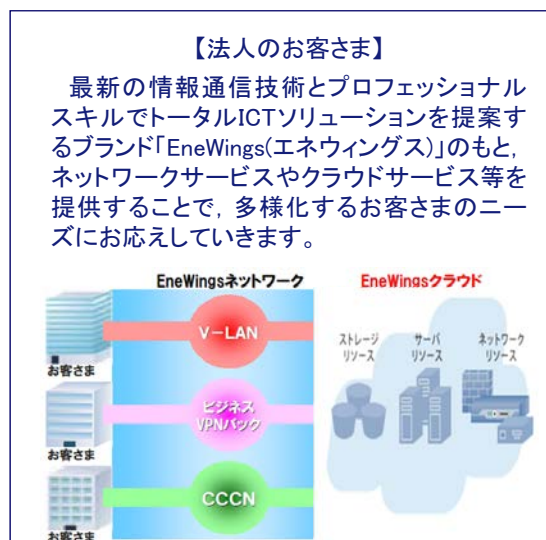 【法人のお客さま】
最新の情報通信技術とプロフェッショナル
スキルでトータルICTソリューションを提案す
るブランド「EneWings(エネウィングス)」のもと,
ネットワークサービスやクラウドサービス等を
提供することで, 多様化するお客さまのニー
ズにお応えしていきます。
EneWingsネットワーク
EneWingsクラウド
V-LAN
お客さま
ビジネス
VPNパック
お客さま
CCCN
お客さま
ストレージ
リソース
サーバ
リソース
ネットワーク
リソース